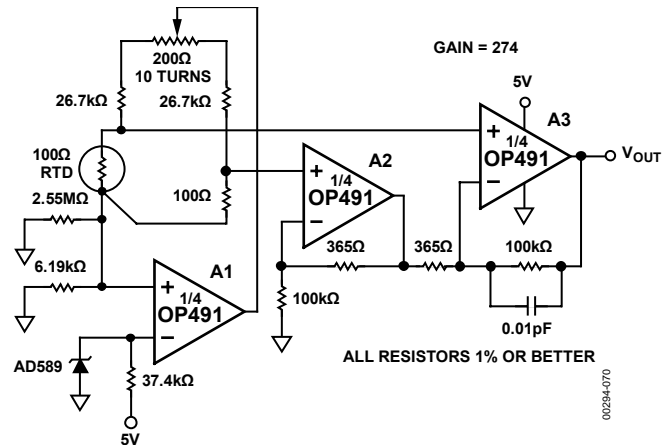 200Ω
10 TURNS
GAIN = 274
26.7kΩ
26.7kΩ
5V
A3
+
1/4
OP491
−
VOUT
100Ω
RTD
A2
+
1/4
OP491
−
2.55MΩ
100Ω
365Ω
365Ω
100kΩ
6.19kΩ
A1
+
1/4
OP491
−
100kΩ
0.01pF
AD589
37.4kΩ
5V
ALL RESISTORS 1% OR BETTER
00294-070